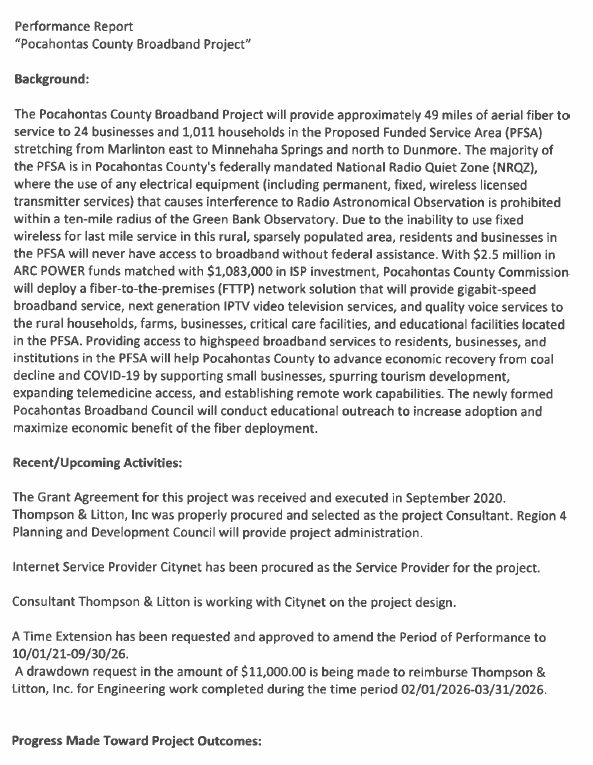 Performance Report
“Pocahontas County Broadband Project”
Background:
The Pocahontas County Broadband Project will provide approximately 49 miles of aerial fiber to
service to 24 businesses and 1,011 households in the Proposed Funded Service Area (PFSA)
stretching from Marlinton east to Minnehaha Springs and north to Dunmore. The majority of
the PFSA is in Pocahontas County's federally mandated National Radio Quiet Zone (NRQZ),
where the use of any electrical equipment (including permanent, fixed, wireless licensed
transmitter services) that causes interference to Radio Astronomical Observation is prohibited
within a ten-mile radius of the Green Bank Observatory. Due to the inability to use fixed
wireless for last mile service in this rural, sparsely populated area, residents and businesses in
the PFSA will never have access to broadband without federal assistance. With $2.5 million in
ARC POWER funds matched with $1,083,000 in ISP investment, Pocahontas County Commission
will deploy a fiber-to-the-premises (FTTP) network solution that will provide gigabit-speed
broadband service, next generation IPTV video television services, and quality voice services to
the rural households, farms, businesses, critical care facilities, and educational facilities located
in the PFSA. Providing access to highspeed broadband services to residents, businesses, and
institutions in the PFSA will help Pocahontas County to advance economic recovery from coal
decline and COVID-19 by supporting small businesses, spurring tourism development,
expanding telemedicine access, and establishing remote work capabilities. The newly formed
Pocahontas Broadband Council will conduct educational outreach to increase adoption and
maximize economic benefit of the fiber deployment.
Recent/Upcoming Activities:
The Grant Agreement for this project was received and executed in September 2020.
Thompson & Litton, Inc was properly procured and selected as the project Consultant. Region 4
Planning and Development Council will provide project administration.
Internet Service Provider Citynet has been procured as the Service Provider for the project.
Consultant Thompson & Litton is working with Citynet on the project design.
A Time Extension has been requested and approved to amend the Period of Performance to
10/01/21-09/30/26.
A drawdown request in the amount of $11,000.00 is being made to reimburse Thompson &
Litton, Inc. for Engineering work completed during the time period 02/01/2026-03/31/2026.
Progress Made Toward Project Outcomes: